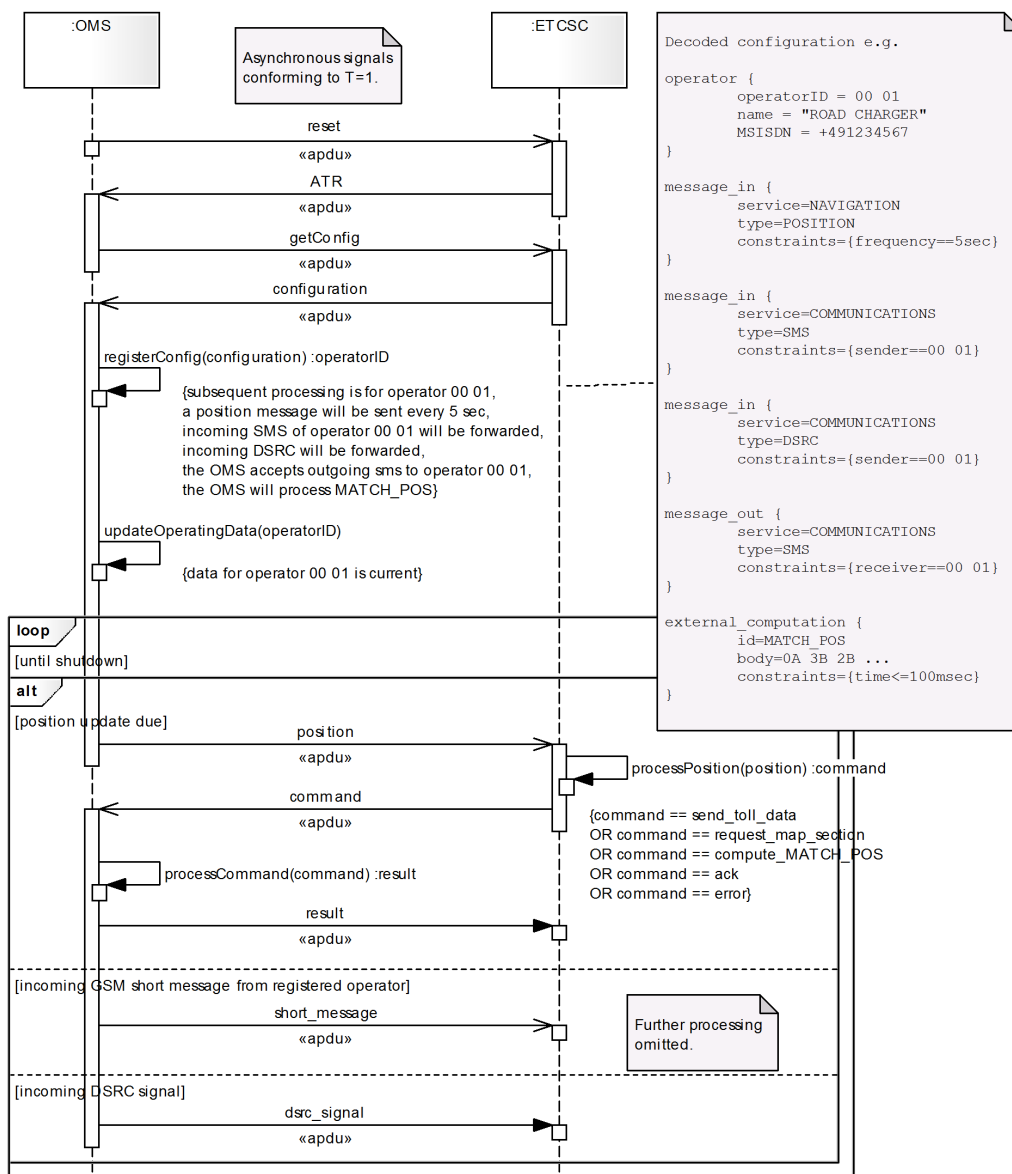 :OMS
Asynchronous signals
conforming to T=1.
:ETCSC
reset
«apdu»
ATR
«apdu»
getConfig
«apdu»
configuration
«apdu»
registerConfig(configuration) :operatorID
{subsequent processing is for operator 00 01,
a position message will be sent every 5 sec,
incoming SMS of operator 00 01 will be forwarded,
incoming DSRC will be forwarded,
the OMS accepts outgoing sms to operator 00 01,
the OMS will process MATCH_POS}
updateOperatingData(operatorID)
{data for operator 00 01 is current}
Decoded configuration e.g.
operator {
operatorID = 00 01
name = "ROAD CHARGER"
MSISDN = +491234567
}
message_in {
service=NAVIGATION
type=POSITION
constraints={frequency==5sec}
}
message_in {
service=COMMUNICATIONS
type=SMS
constraints={sender==00 01}
}
message_in {
service=COMMUNICATIONS
type=DSRC
constraints={sender==00 01}
}
message_out {
service=COMMUNICATIONS
type=SMS
constraints={receiver==00 01}
}
external_computation {
id=MATCH_POS
body=0A 3B 2B ...
constraints={time<=100msec}
}
loop
[until shutdown]
alt
[position update due]
position
«apdu»
processPosition(position) :command
command
«apdu»
{command == send_toll_data
OR command == request_map_section
OR command == compute_MATCH_POS
OR command == ack
OR command == error}
processCommand(command) :result
result
«apdu»
[incoming GSM short message from registered operator]
short_message
«apdu»
Further processing
omitted.
[incoming DSRC signal]
dsrc_signal
«apdu»